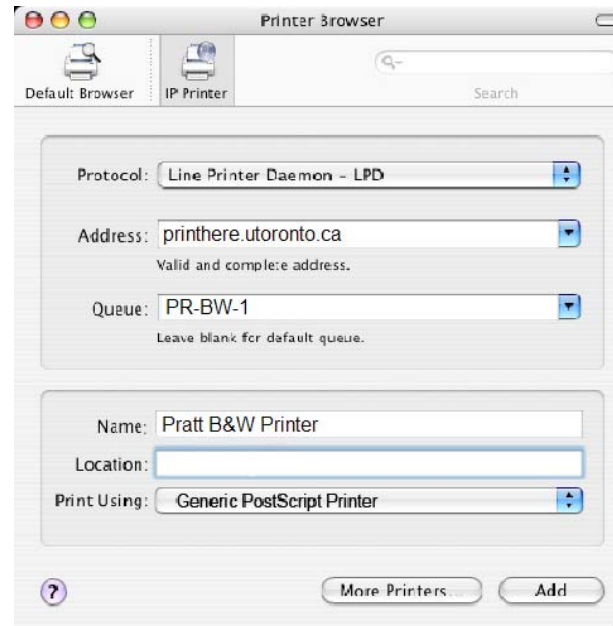 Printer Browser
Default Browser
IP Printer
Search
Protocol: Line Printer Daemon - LPD
Address: printhere.utoronto.ca
Valid and complete address.
Queue: PR-BW-1
Leave blank for default queue.
Name: Pratt B&W Printer
Location:
Print Using: Generic PostScript Printer
?
More Printers...
Add